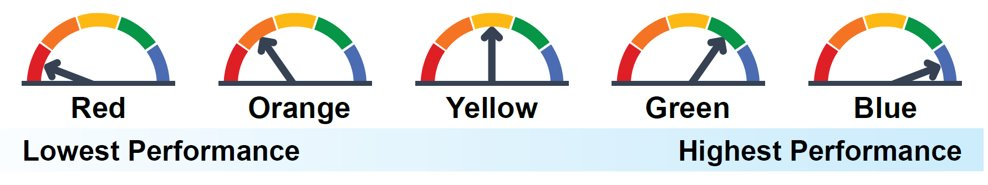 Red Orange Yellow Green Blue
Lowest Performance Highest Performance